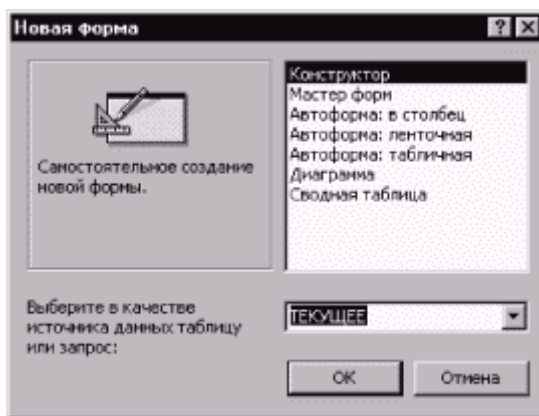 Новая форма
Самостоятельное создание
новой формы.
Конструктор
Мастер форм
Автоформа: в столбец
Автоформа: ленточная
Автоформа: табличная
Диаграмма
Сводная таблица
Выберите в качестве
источника данных таблицу
или запрос:
ТЕКУЩЕЕ
ОК
Отмена